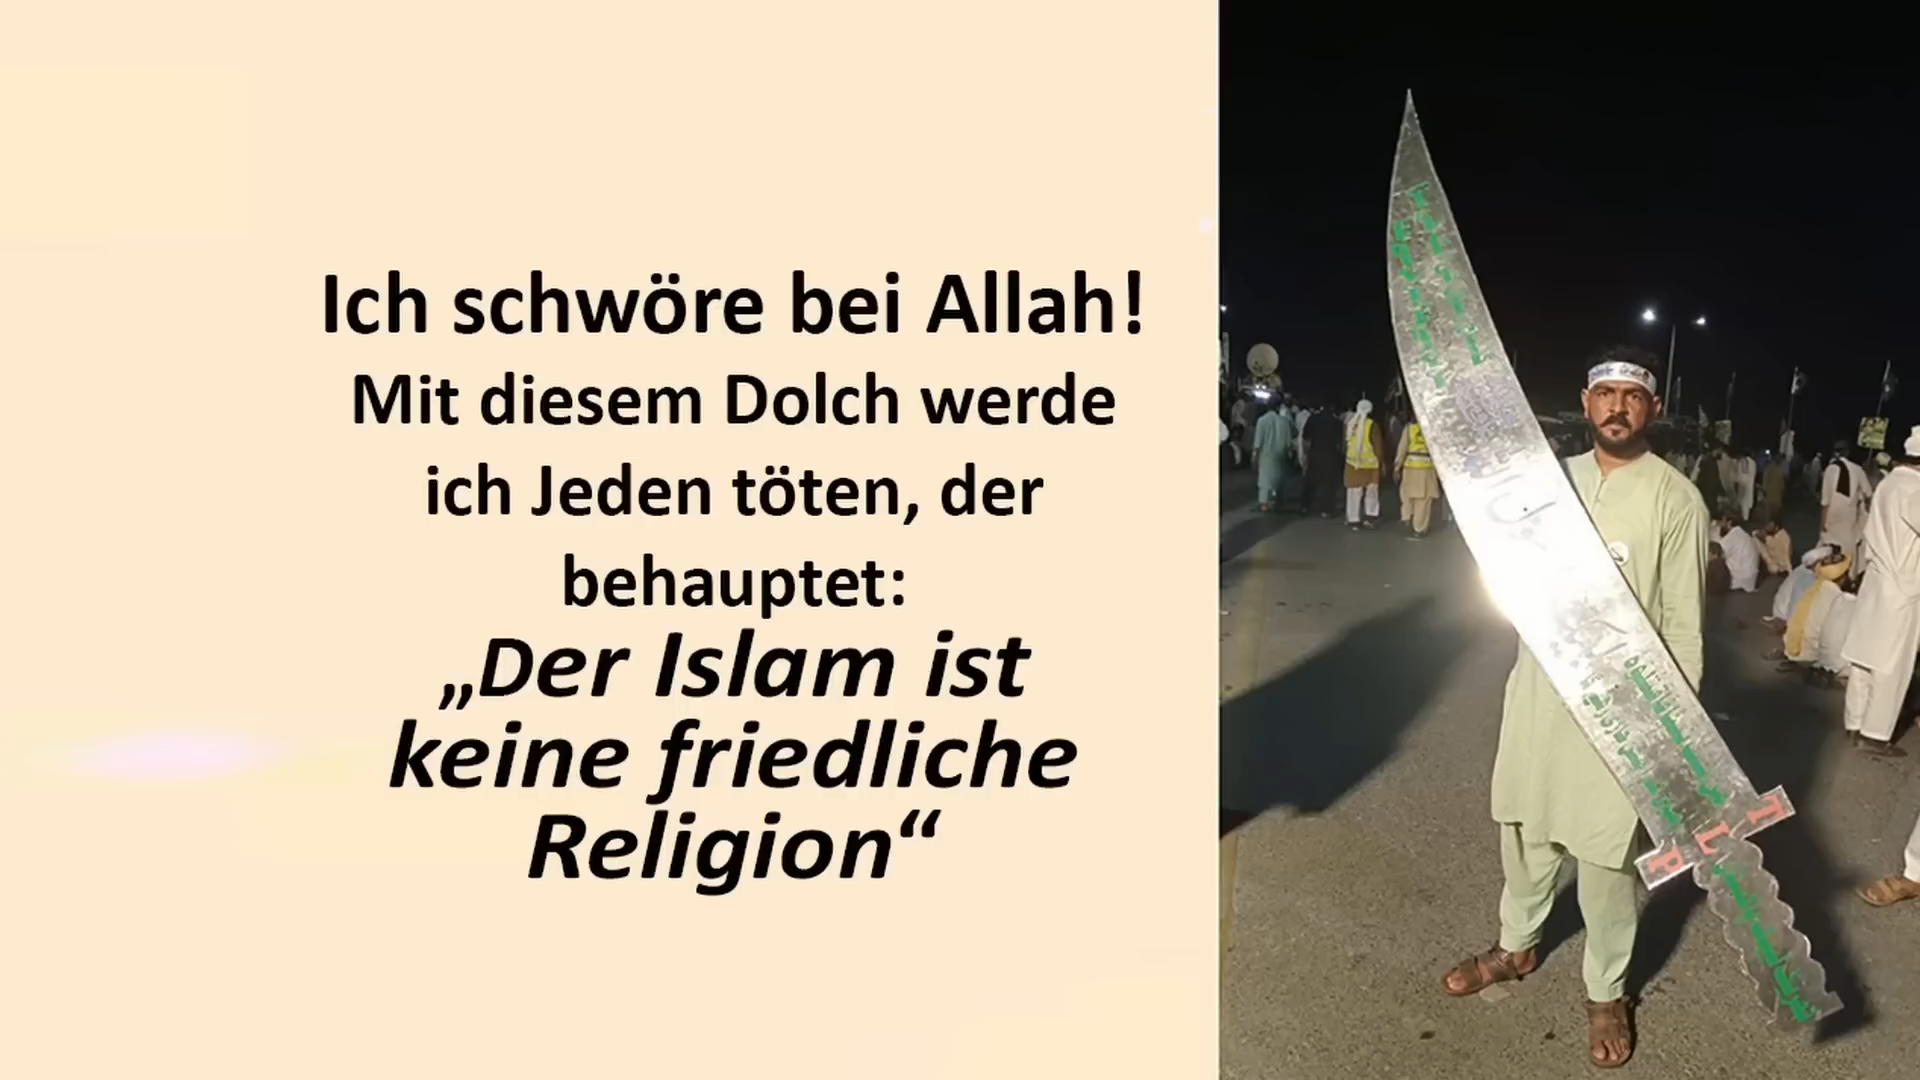 Ich schwöre bei Allah!
Mit diesem Dolch werde
ich Jeden töten, der
behauptet:
„Der Islam ist
keine friedliche
Religion“
T
L
P